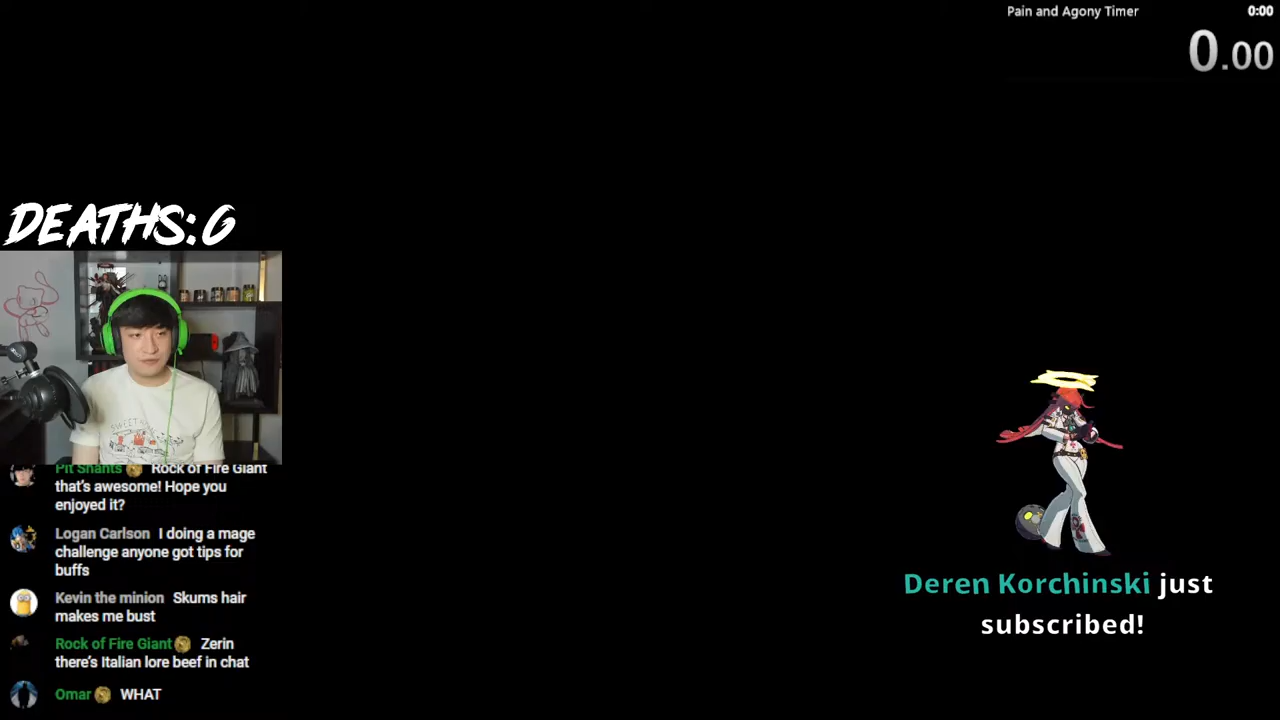 Pain and Agony Timer 0:00
0.00
DEATHS:6
SWEET
Pit Shants Rock of Fire Giant
that's awesome! Hope you
enjoyed it?
Logan Carlson I doing a mage
challenge anyone got tips for
buffs
Kevin the minion Skums hair
makes me bust
Rock of Fire Giant Zerin
there's Italian lore beef in chat
Omar WHAT
Deren Korchinski just
subscribed!